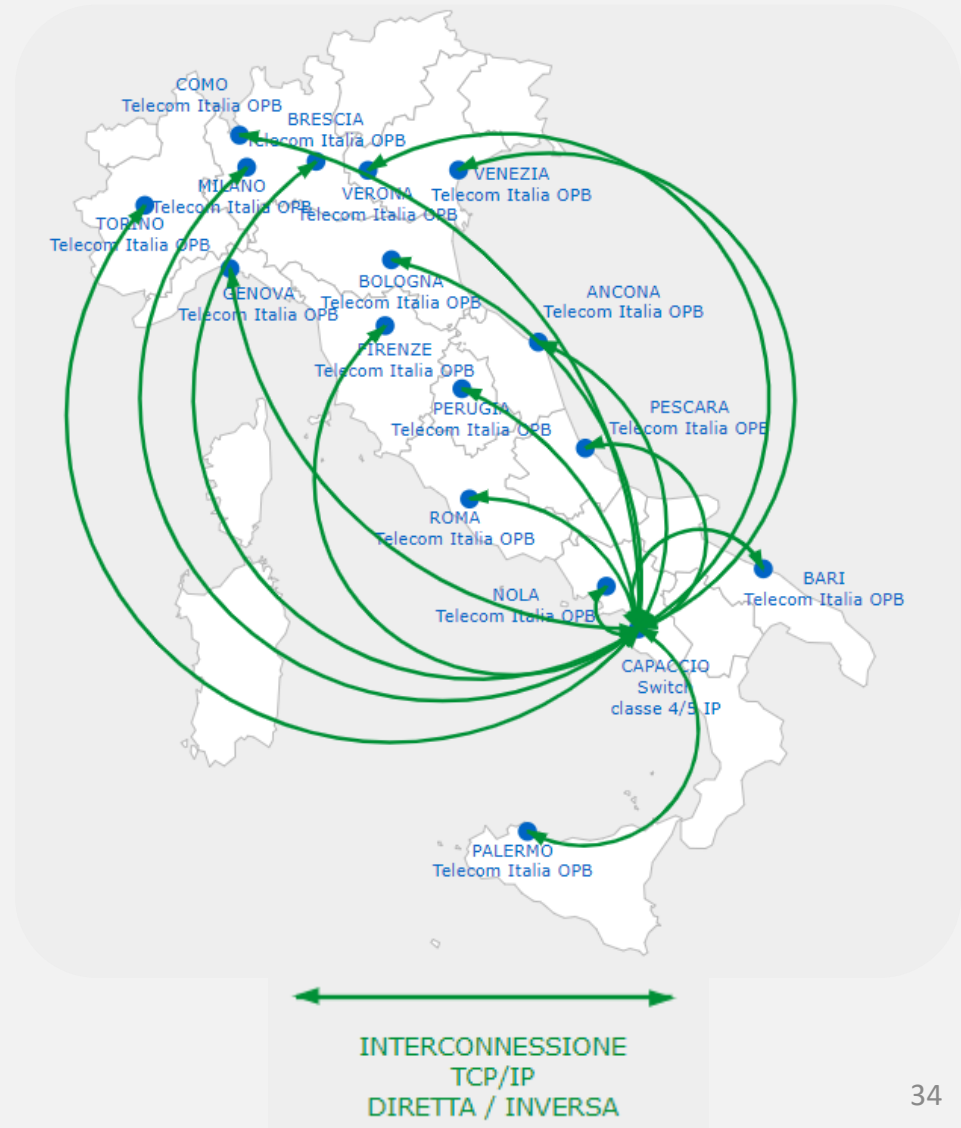 COMO
Telecom Italia OPB
BRESCIA
Telecom Italia OPB
MILANO
Telecom Italia OPB
VERONA
Telecom Italia OPB
VENEZIA
Telecom Italia OPB
TORINO
Telecom Italia OPB
GENOVA
Telecom Italia OPB
BOLOGNA
Telecom Italia OPB
ANCONA
Telecom Italia OPB
FIRENZE
Telecom Italia OPB
PERUGIA
Telecom Italia OPB
PESCARA
Telecom Italia OPB
ROMA
Telecom Italia OPB
NOLA
Telecom Italia OPB
BARI
Telecom Italia OPB
CAPACCIO
Switch
classe 4/5 IP
PALERMO
Telecom Italia OPB
INTERCONNESSIONE
TCP/IP
DIRETTA / INVERSA
34